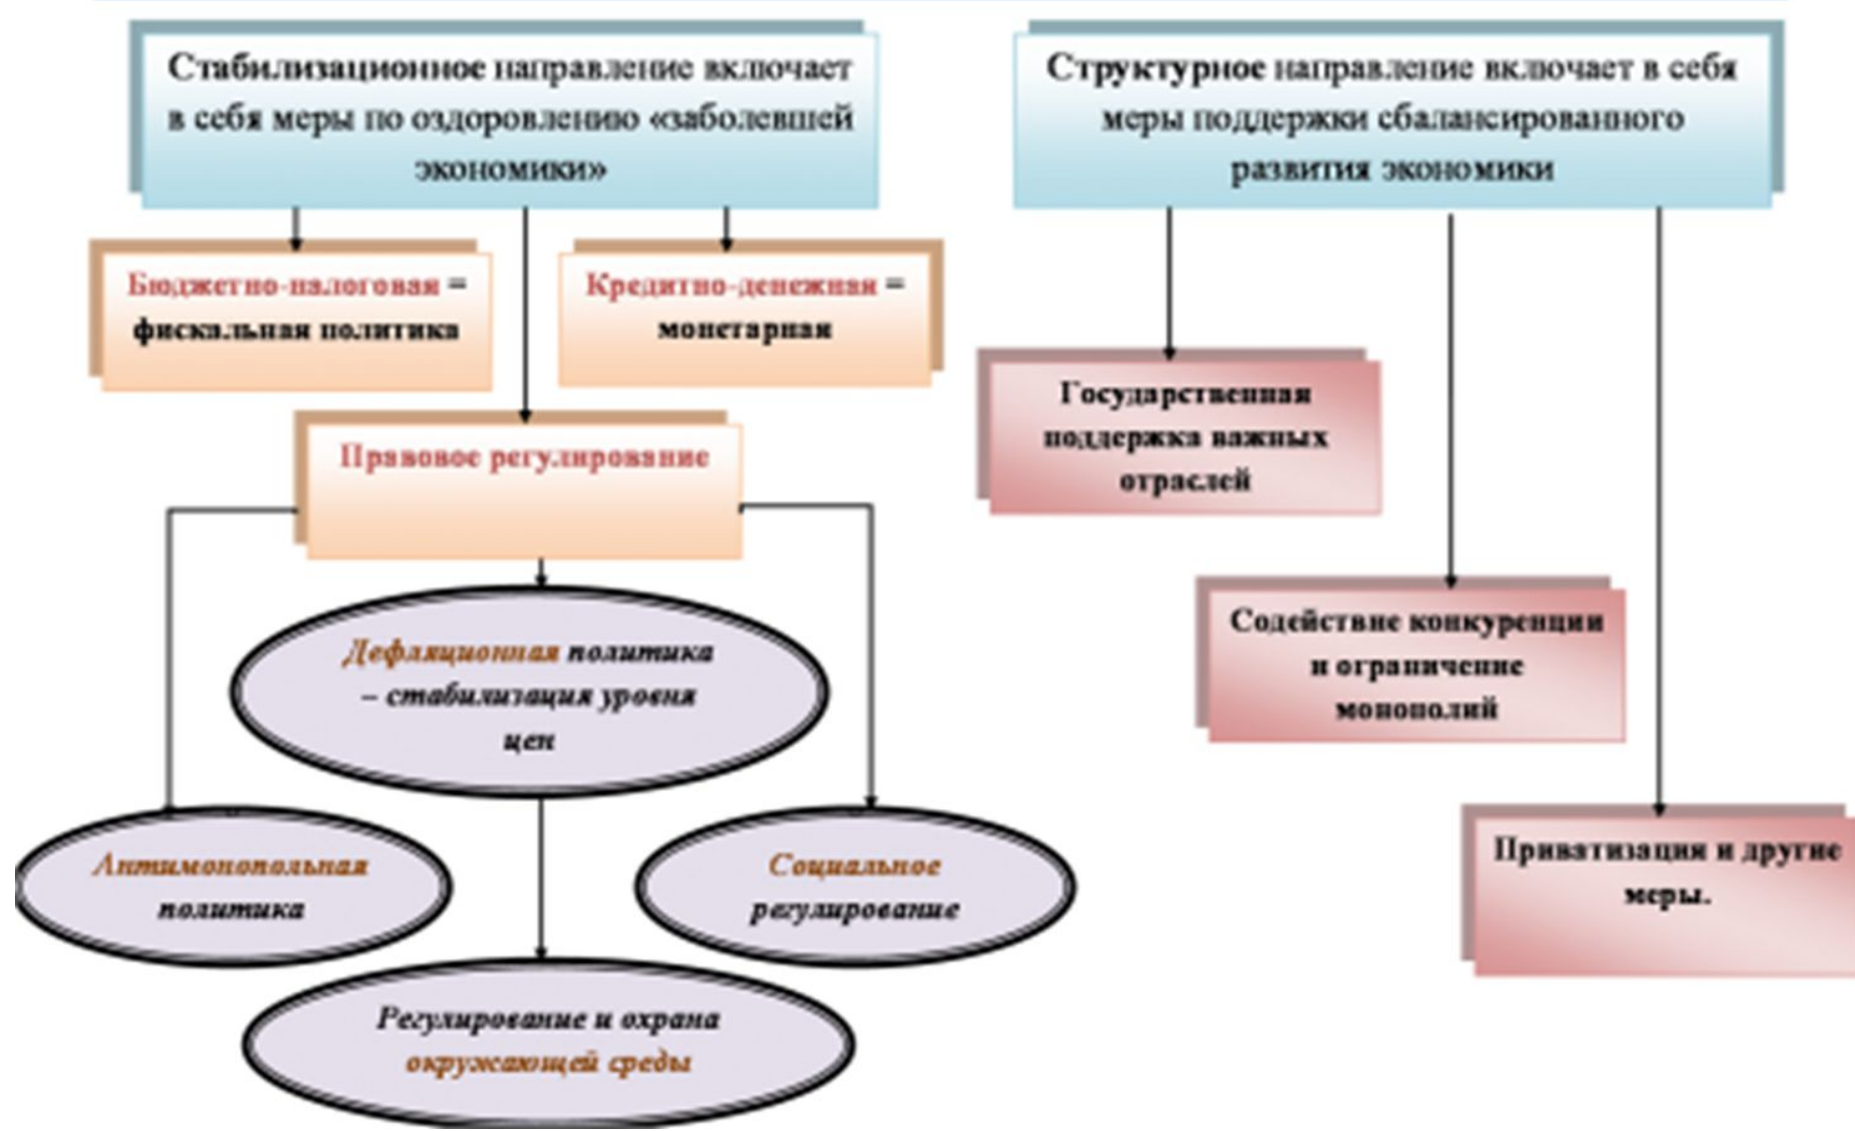 Стабилизационное направление включает
в себя меры по оздоровлению «заболевшей
экономики»
Структурное направление включает в себя
меры поддержки сбалансированного
развития экономики
Бюджетно-налоговая =
фискальная политика
Кредитно-денежная =
монетарная
Правовое регулирование
Государственная
поддержка важных
отраслей
Дефляционная политика
– стабилизация уровня
цен
Содействие конкуренции
и ограничение
монополий
Антимонопольная
политика
Социальное
регулирование
Приватизация и другие
меры.
Регулирование и охрана
окружающей среды